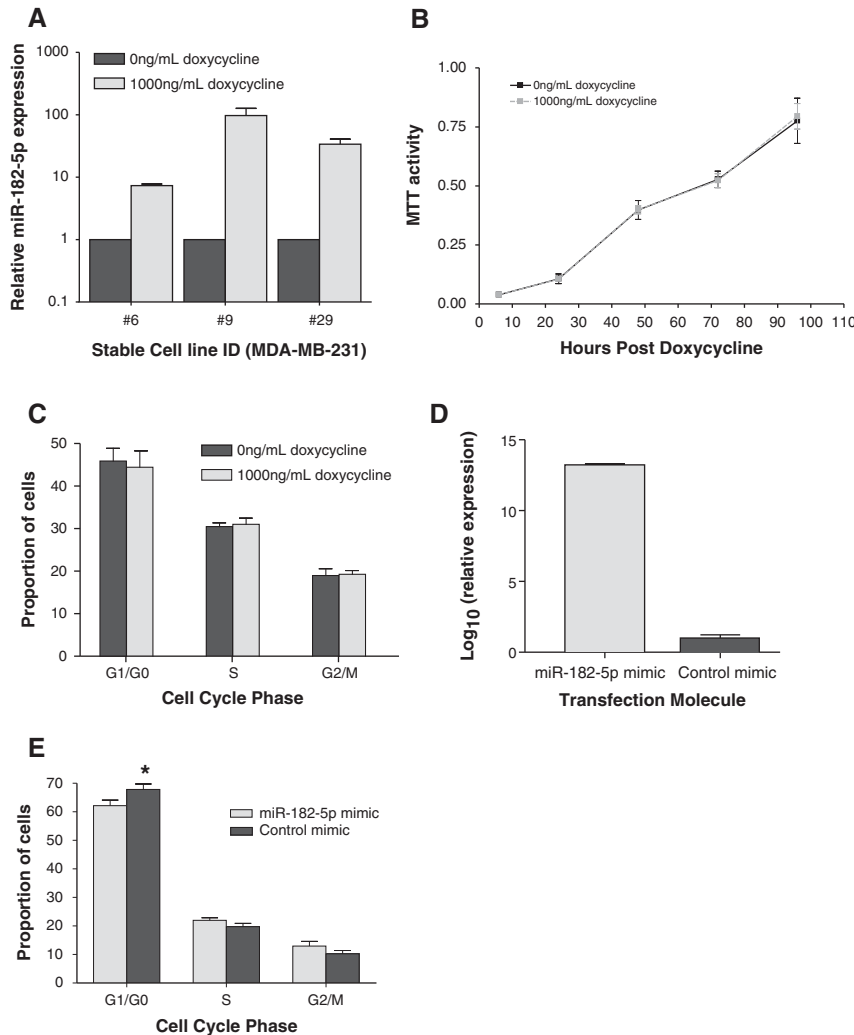 A
Relative miR-182-5p expression
1000
100
10
1
0.1
0ng/mL doxycycline
1000ng/mL doxycycline
#6
#9
#29
Stable Cell line ID (MDA-MB-231)
B
MTT activity
1.00
0.75
0.50
0.25
0.00
0ng/mL doxycycline
1000ng/mL doxycycline
0 10 20 30 40 50 60 70 80 90 100 110
Hours Post Doxycycline
C
Proportion of cells
50
40
30
20
10
0
0ng/mL doxycycline
1000ng/mL doxycycline
G1/G0
S
G2/M
Cell Cycle Phase
D
Log10 (relative expression)
15
10
5
0
miR-182-5p mimic
Control mimic
Transfection Molecule
E
Proportion of cells
70
60
50
40
30
20
10
0
*
miR-182-5p mimic
Control mimic
G1/G0
S
G2/M
Cell Cycle Phase